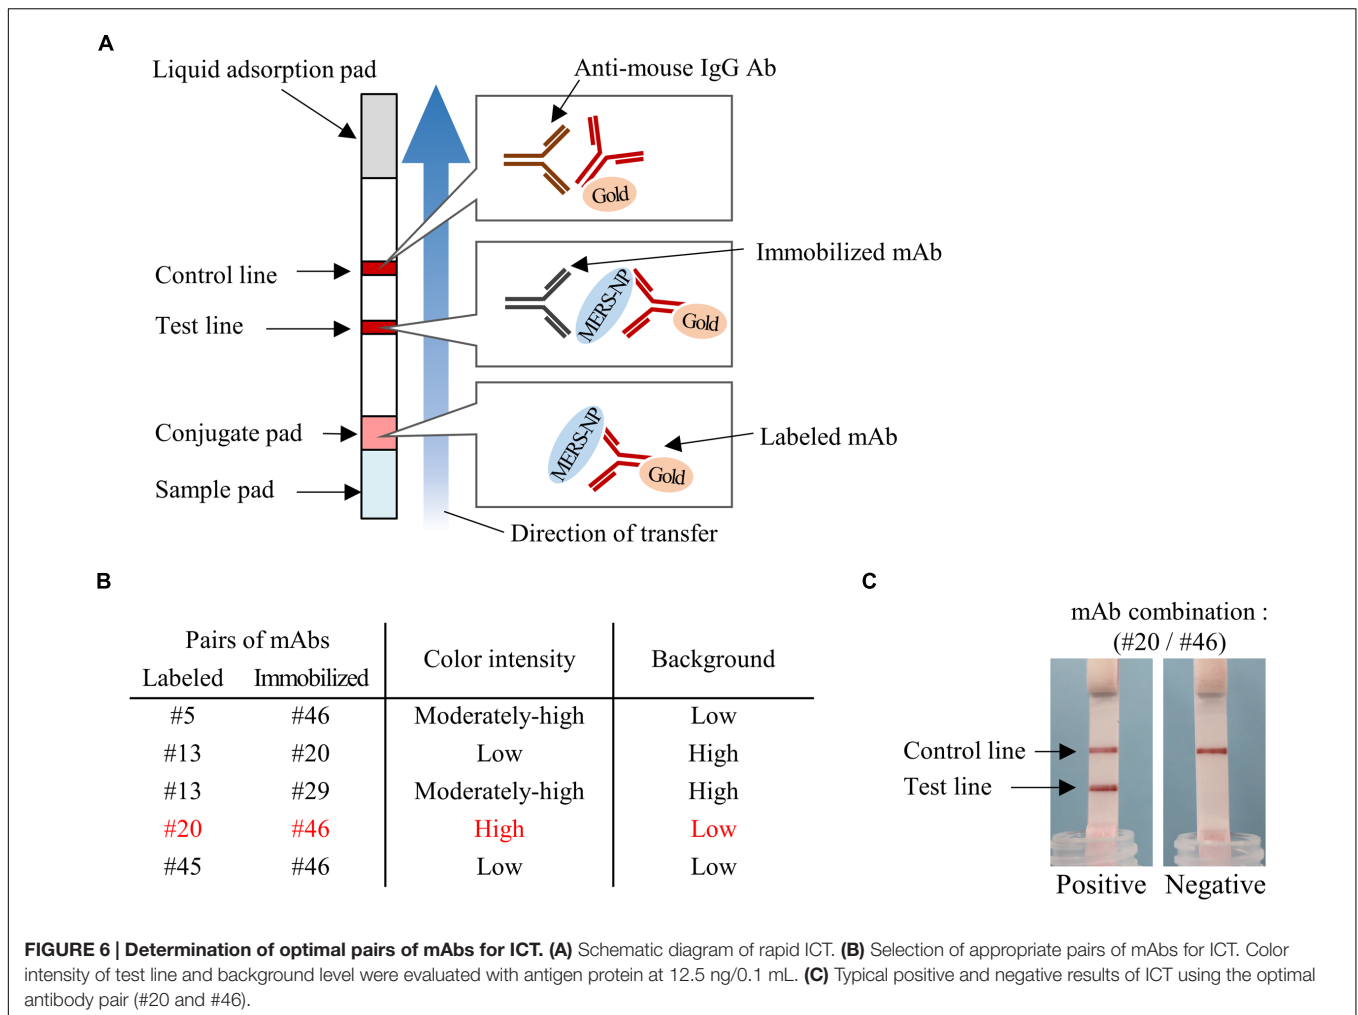 A
Liquid adsorption pad
Anti-mouse IgG Ab
Gold
Immobilized mAb
Control line
MERS-NP
Gold
Test line
Conjugate pad
MERS-NP
Labeled mAb
Gold
Sample pad
Direction of transfer
B
Pairs of mAbs Color intensity Background
Labeled Immobilized
#5 #46 Moderately-high Low
#13 #20 Low High
#13 #29 Moderately-high High
#20 #46 High Low
#45 #46 Low Low
C
mAb combination :
(#20 / #46)
Control line
Test line
Positive Negative
FIGURE 6 | Determination of optimal pairs of mAbs for ICT. (A) Schematic diagram of rapid ICT. (B) Selection of appropriate pairs of mAbs for ICT. Color
intensity of test line and background level were evaluated with antigen protein at 12.5 ng/0.1 mL. (C) Typical positive and negative results of ICT using the optimal
antibody pair (#20 and #46).